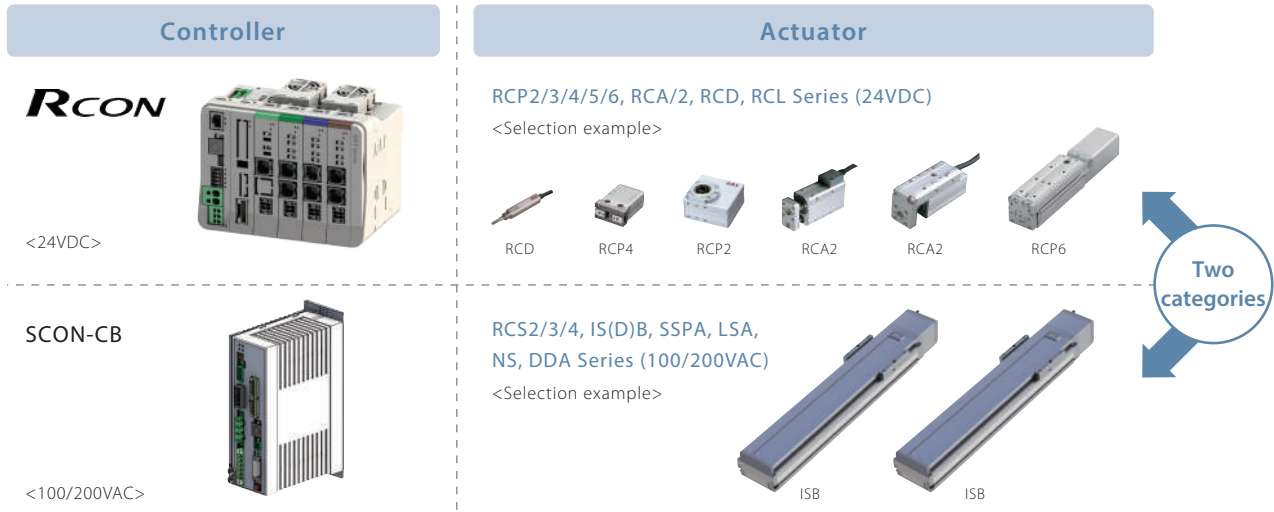 Controller
Actuator
RCON
RCP2/3/4/5/6, RCA/2, RCD, RCL Series (24VDC)
<Selection example>
RCD
RCP4
RCP2
RCA2
RCA2
RCP6
<24VDC>
Two
categories
SCON-CB
RCS2/3/4, IS(D)B, SSPA, LSA,
NS, DDA Series (100/200VAC)
<Selection example>
ISB
ISB
<100/200VAC>